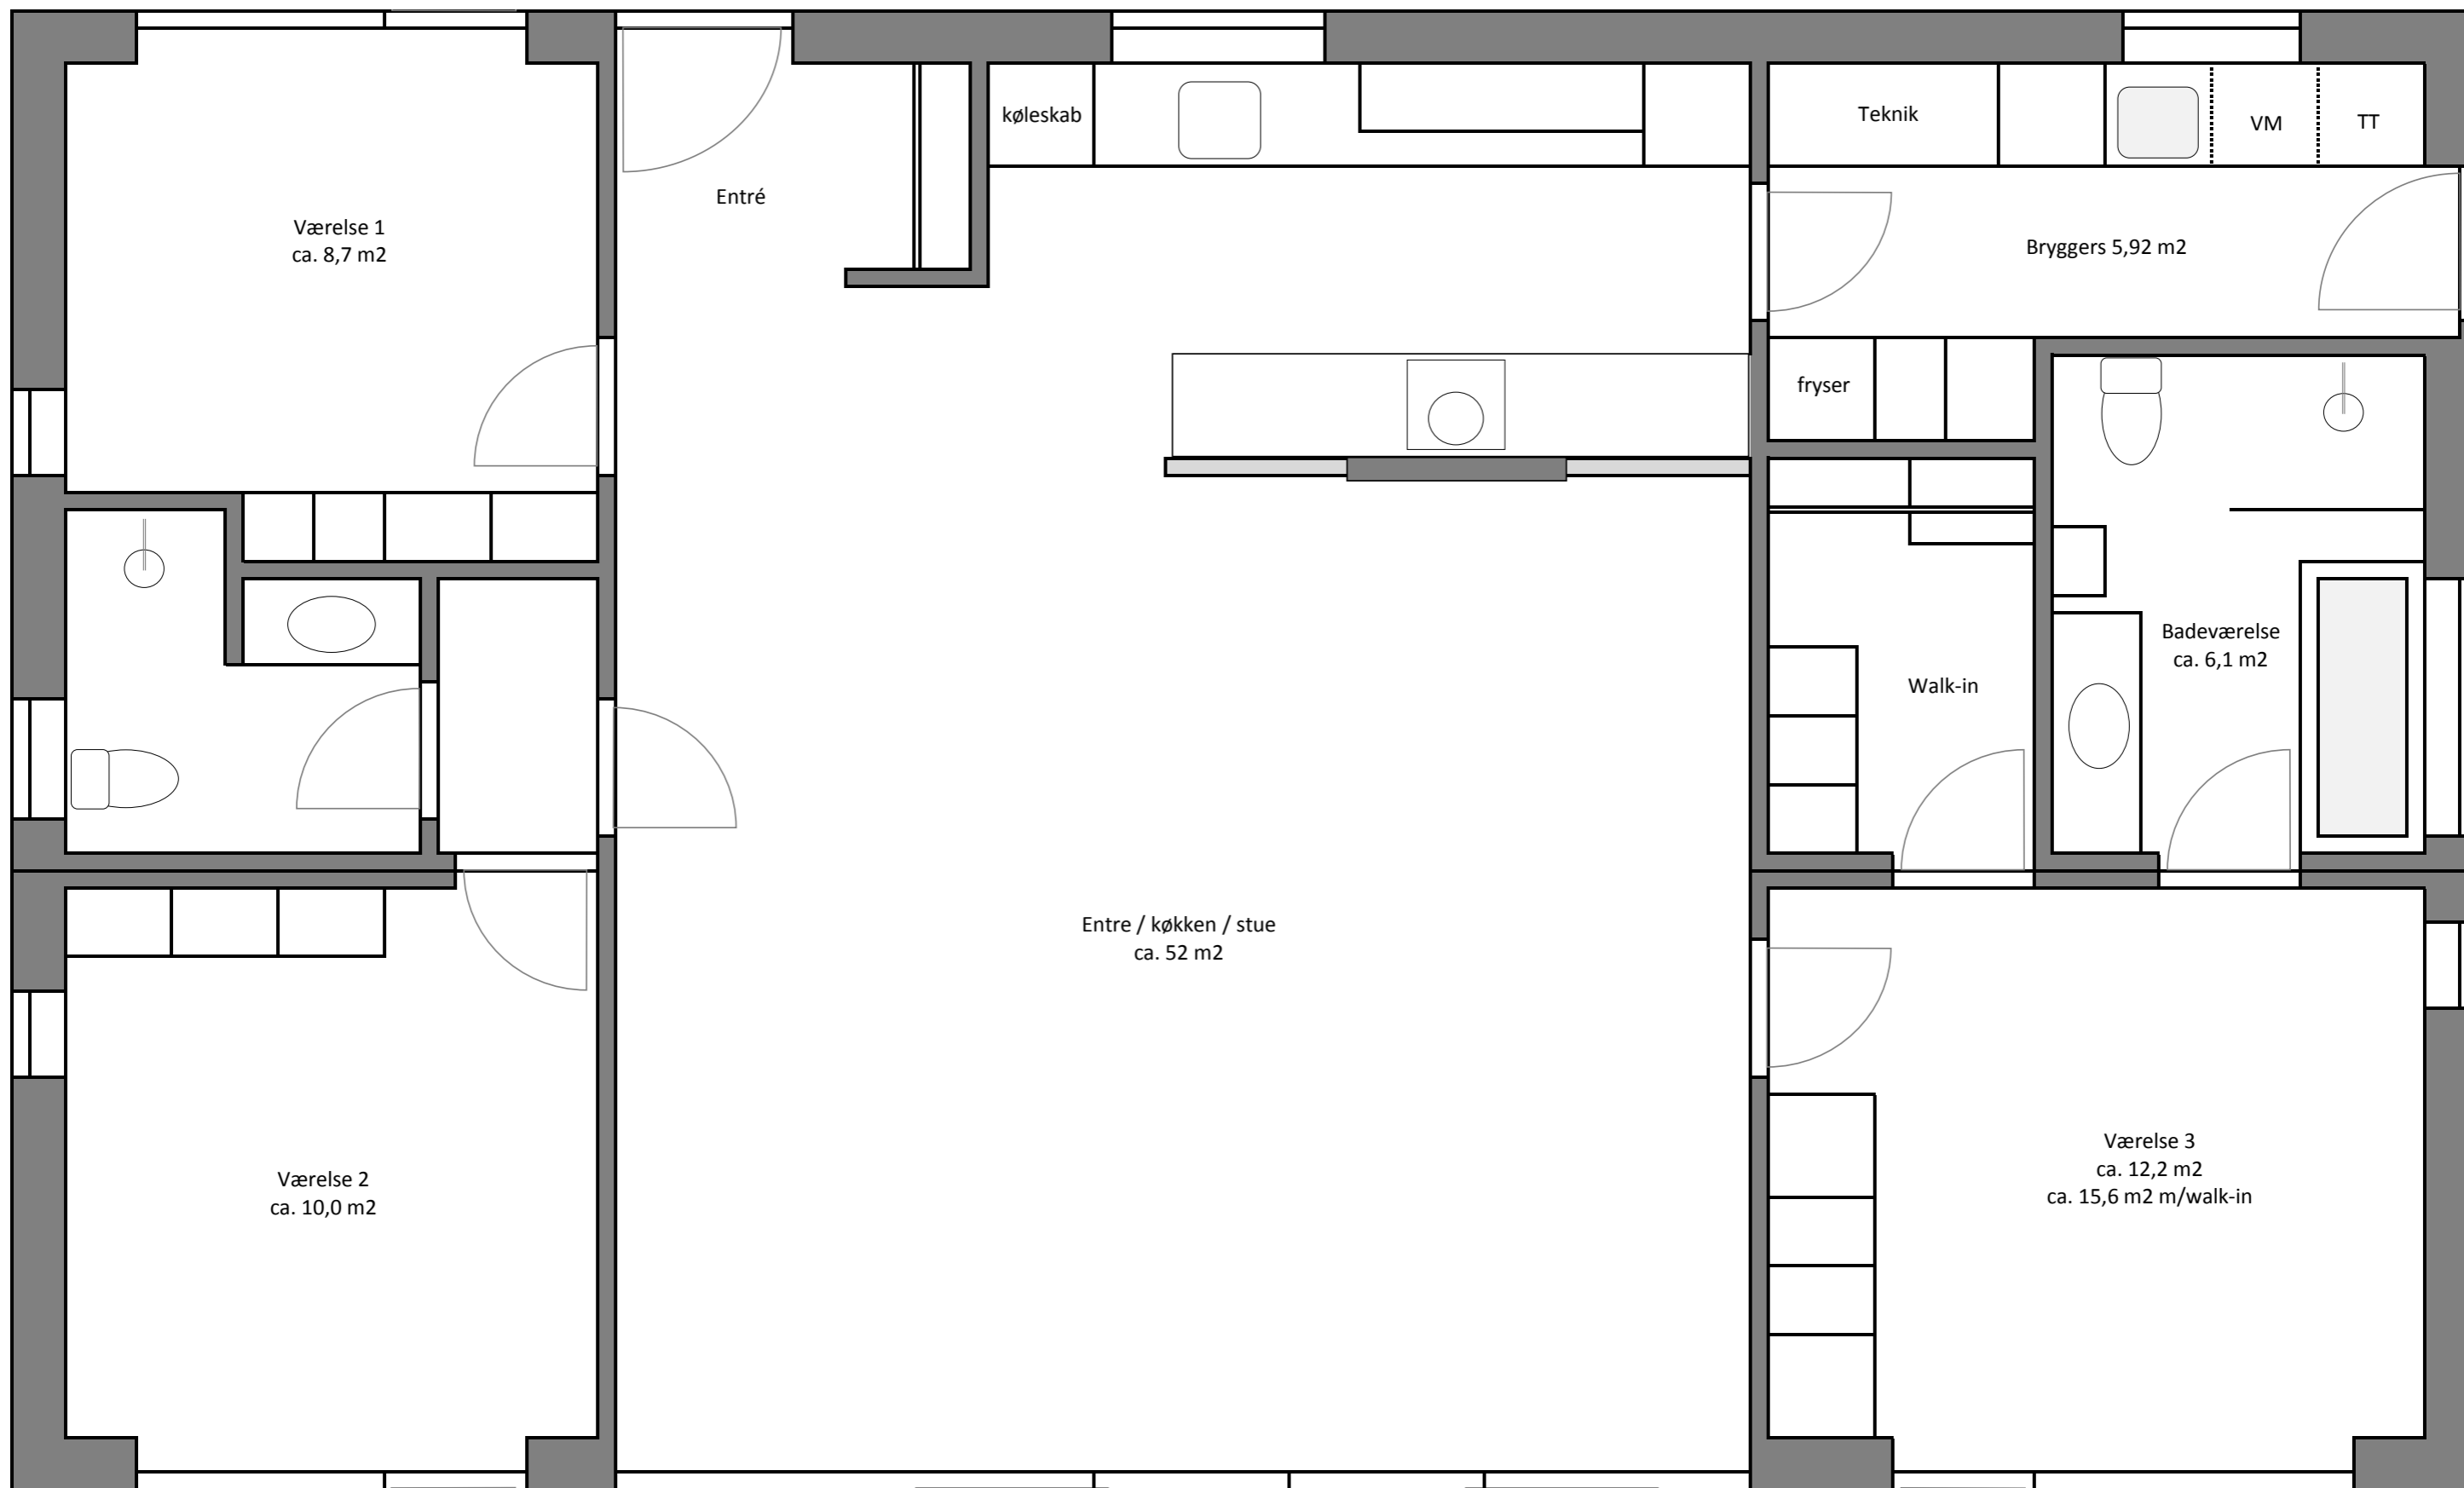 køleskab
Teknik
VM
TT
Entré
Værelse 1
ca. 8,7 m2
Bryggers 5,92 m2
fryser
Badeværelse
ca. 6,1 m2
Walk-in
Entre / køkken / stue
ca. 52 m2
Værelse 2
ca. 10,0 m2
Værelse 3
ca. 12,2 m2
ca. 15,6 m2 m/walk-in